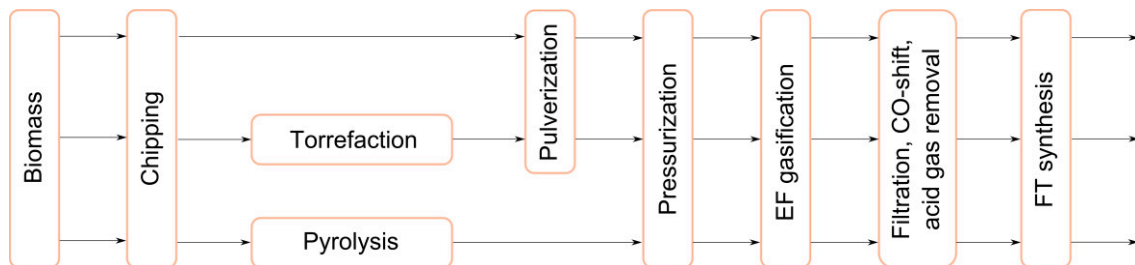 Biomass
Chipping
Torrefaction
Pyrolysis
Pulverization
Pressurization
EF gasification
Filtration, CO-shift,
acid gas removal
FT synthesis